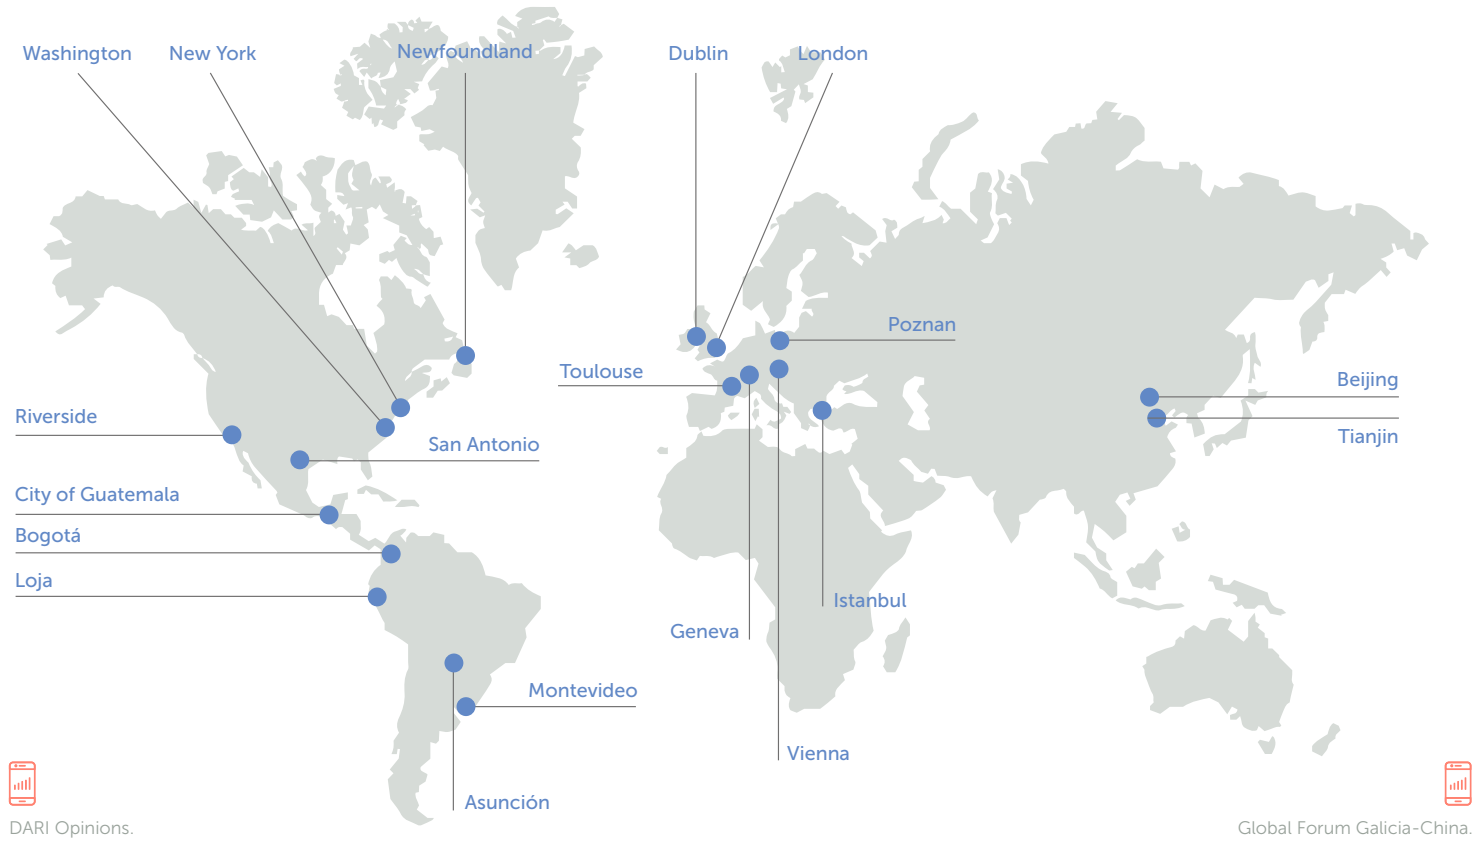 Washington
New York
Newfoundland
Dublin
London
Poznan
Toulouse
Beijing
Riverside
Tianjin
San Antonio
City of Guatemala
Bogotá
Loja
Istanbul
Geneva
Montevideo
Vienna
Asunción
DARI Opinions.
Global Forum Galicia-China.